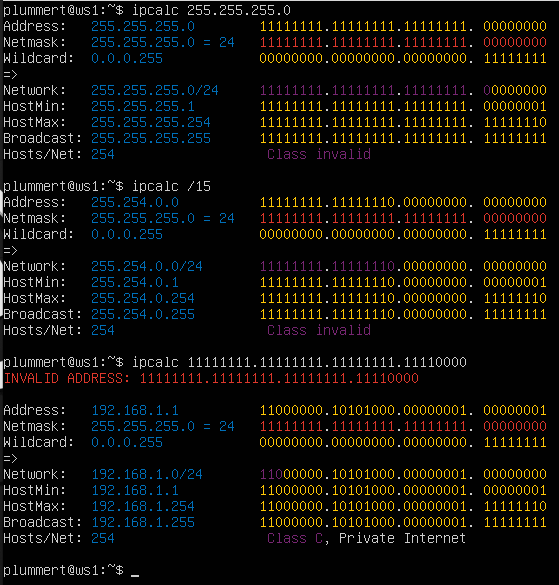 plummert@ws1:~$ ipcalc 255.255.255.0
Address:   255.255.255.0        11111111.11111111.11111111. 00000000
Netmask:   255.255.255.0 = 24   11111111.11111111.11111111. 00000000
Wildcard:  0.0.0.255            00000000.00000000.00000000. 11111111
=>
Network:   255.255.255.0/24     11111111.11111111.11111111. 00000000
HostMin:   255.255.255.1        11111111.11111111.11111111. 00000001
HostMax:   255.255.255.254      11111111.11111111.11111111. 11111110
Broadcast: 255.255.255.255      11111111.11111111.11111111. 11111111
Hosts/Net: 254                   Class invalid

plummert@ws1:~$ ipcalc /15
Address:   255.254.0.0          11111111.11111110.00000000. 00000000
Netmask:   255.255.255.0 = 24   11111111.11111111.11111111. 00000000
Wildcard:  0.0.0.255            00000000.00000000.00000000. 11111111
=>
Network:   255.254.0.0/24       11111111.11111110.00000000. 00000000
HostMin:   255.254.0.1          11111111.11111110.00000000. 00000001
HostMax:   255.254.0.254        11111111.11111110.00000000. 11111110
Broadcast: 255.254.0.255        11111111.11111110.00000000. 11111111
Hosts/Net: 254                   Class invalid

plummert@ws1:~$ ipcalc 11111111.11111111.11111111.11110000
INVALID ADDRESS: 11111111.11111111.11111111.11110000

Address:   192.168.1.1          11000000.10101000.00000001. 00000001
Netmask:   255.255.255.0 = 24   11111111.11111111.11111111. 00000000
Wildcard:  0.0.0.255            00000000.00000000.00000000. 11111111
=>
Network:   192.168.1.0/24       11000000.10101000.00000001. 00000000
HostMin:   192.168.1.1          11000000.10101000.00000001. 00000001
HostMax:   192.168.1.254        11000000.10101000.00000001. 11111110
Broadcast: 192.168.1.255        11000000.10101000.00000001. 11111111
Hosts/Net: 254                   Class C, Private Internet

plummert@ws1:~$ _